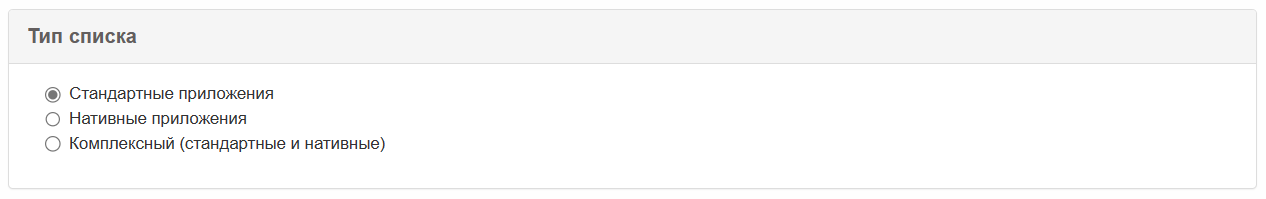 Тип списка
Стандартные приложения
Нативные приложения
Комплексный (стандартные и нативные)